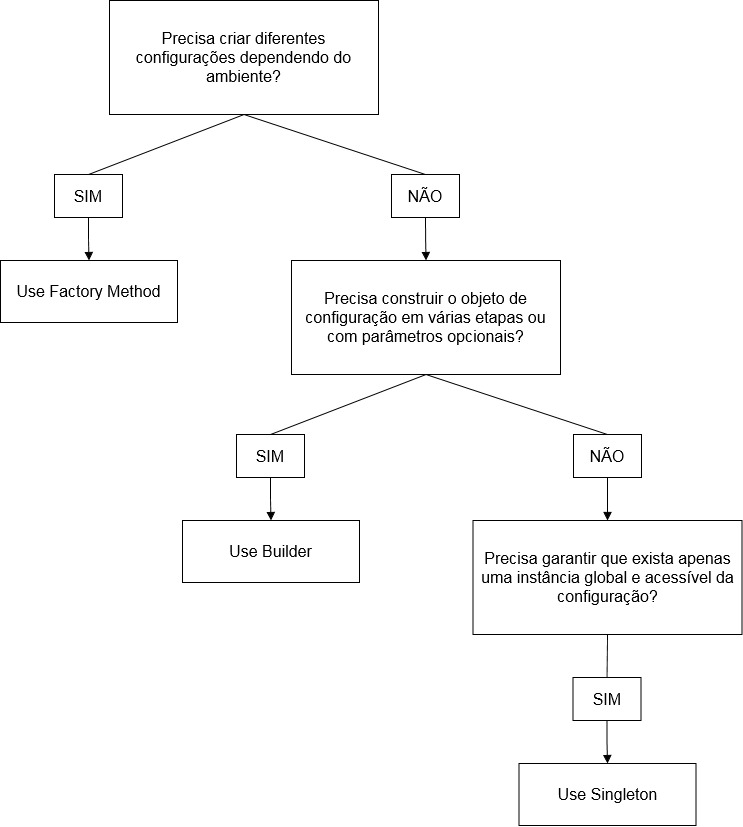 Precisa criar diferentes
configurações dependendo do
ambiente?
SIM
NÃO
Use Factory Method
Precisa construir o objeto de
configuração em várias etapas ou
com parâmetros opcionais?
SIM
NÃO
Use Builder
Precisa garantir que exista apenas
uma instância global e acessível da
configuração?
SIM
Use Singleton